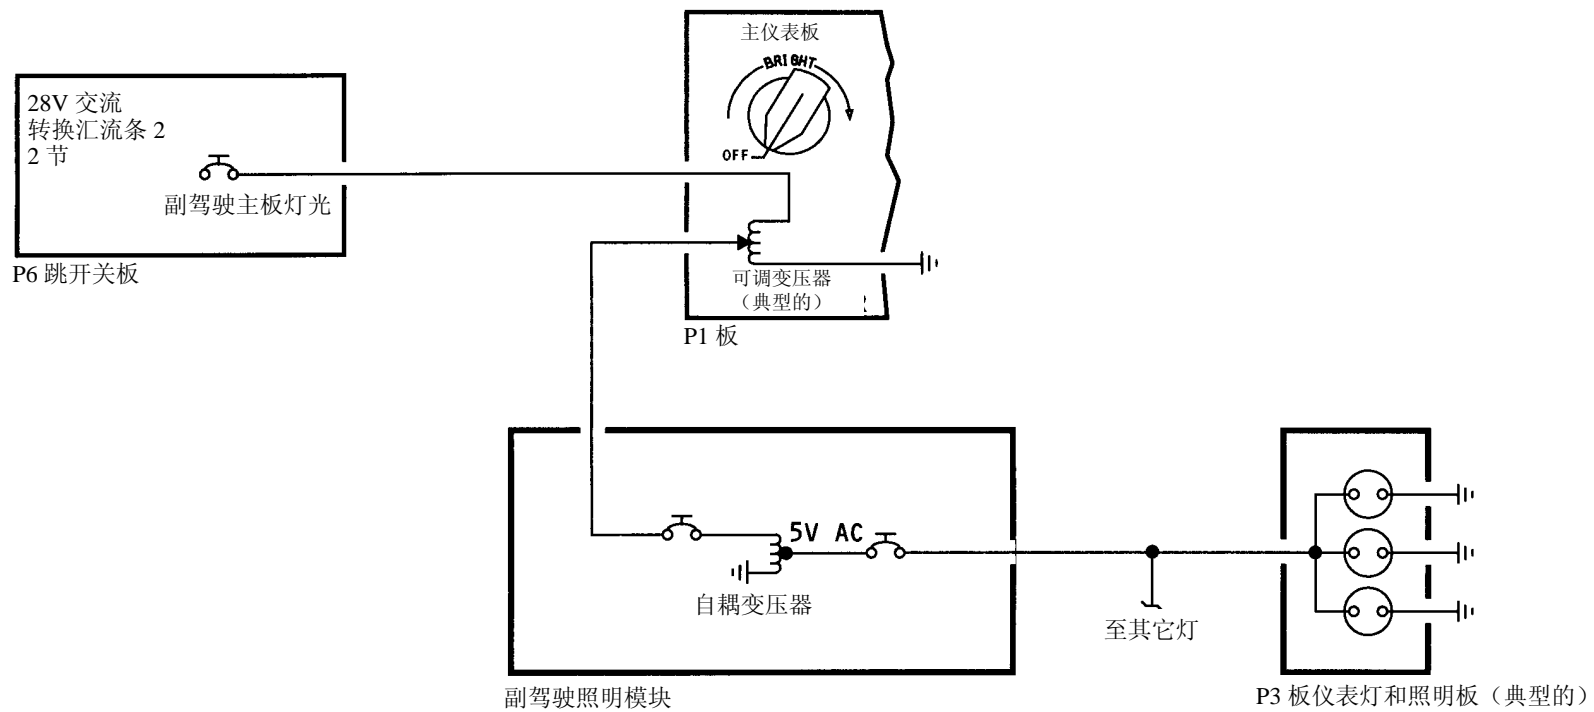 主仪表板
BRIGHT
OFF
28V 交流
转换汇流条 2
2 节
副驾驶主板灯光
P6 跳开关板
可调变压器
（典型的）
P1 板
5V AC
自耦变压器
副驾驶照明模块
至其它灯
P3 板仪表灯和照明板（典型的）